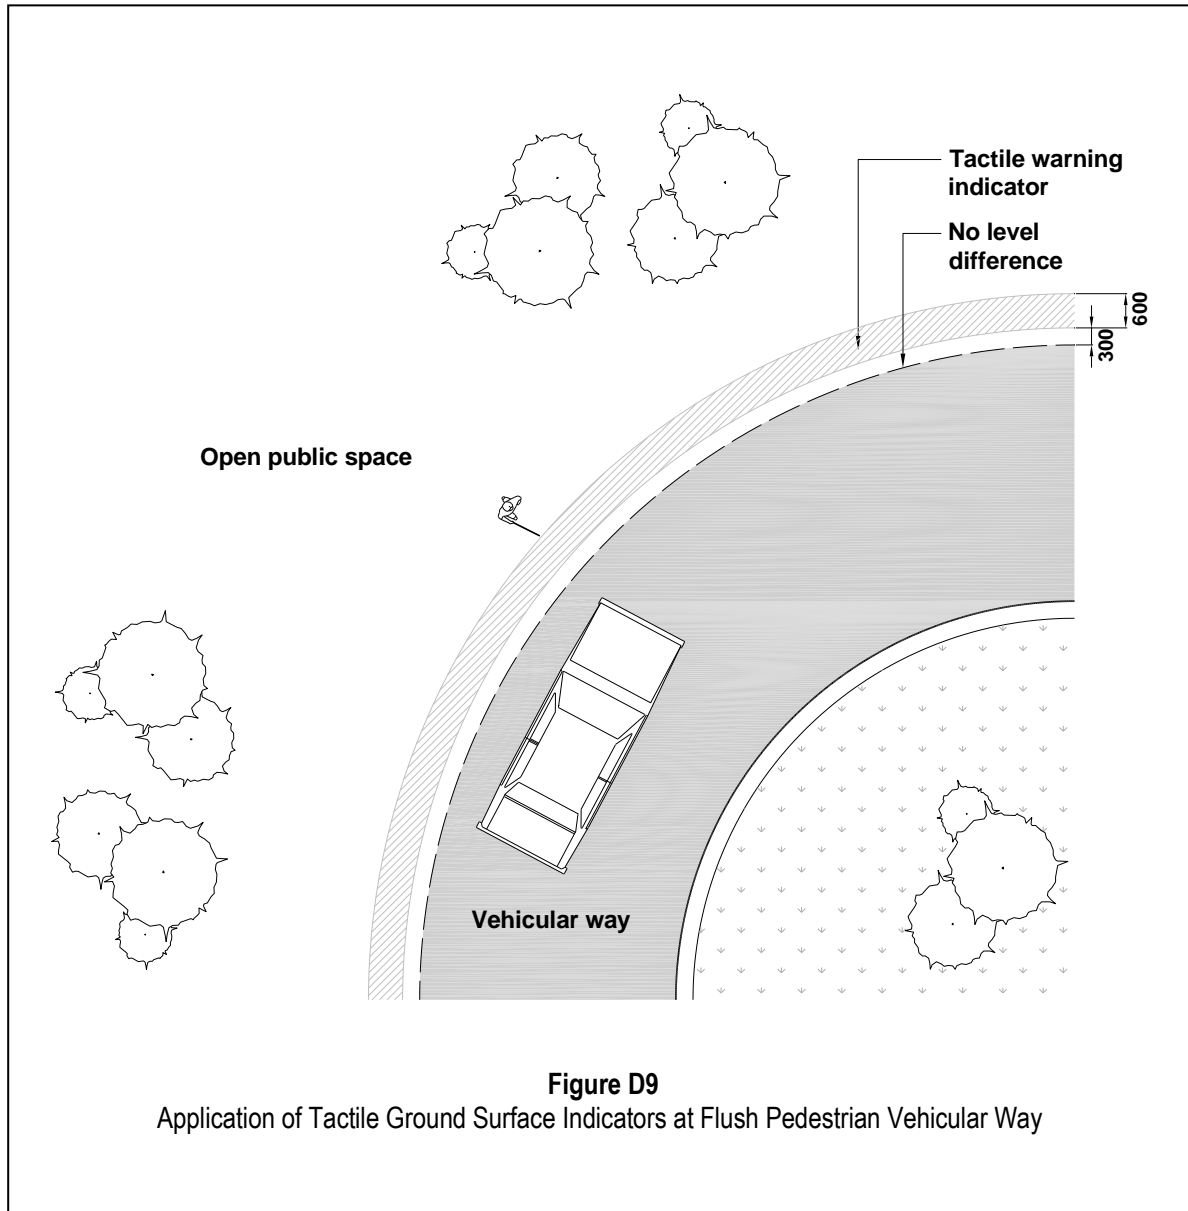 Tactile warning
indicator
No level
difference
600
300
Open public space
Vehicular way
Figure D9
Application of Tactile Ground Surface Indicators at Flush Pedestrian Vehicular Way